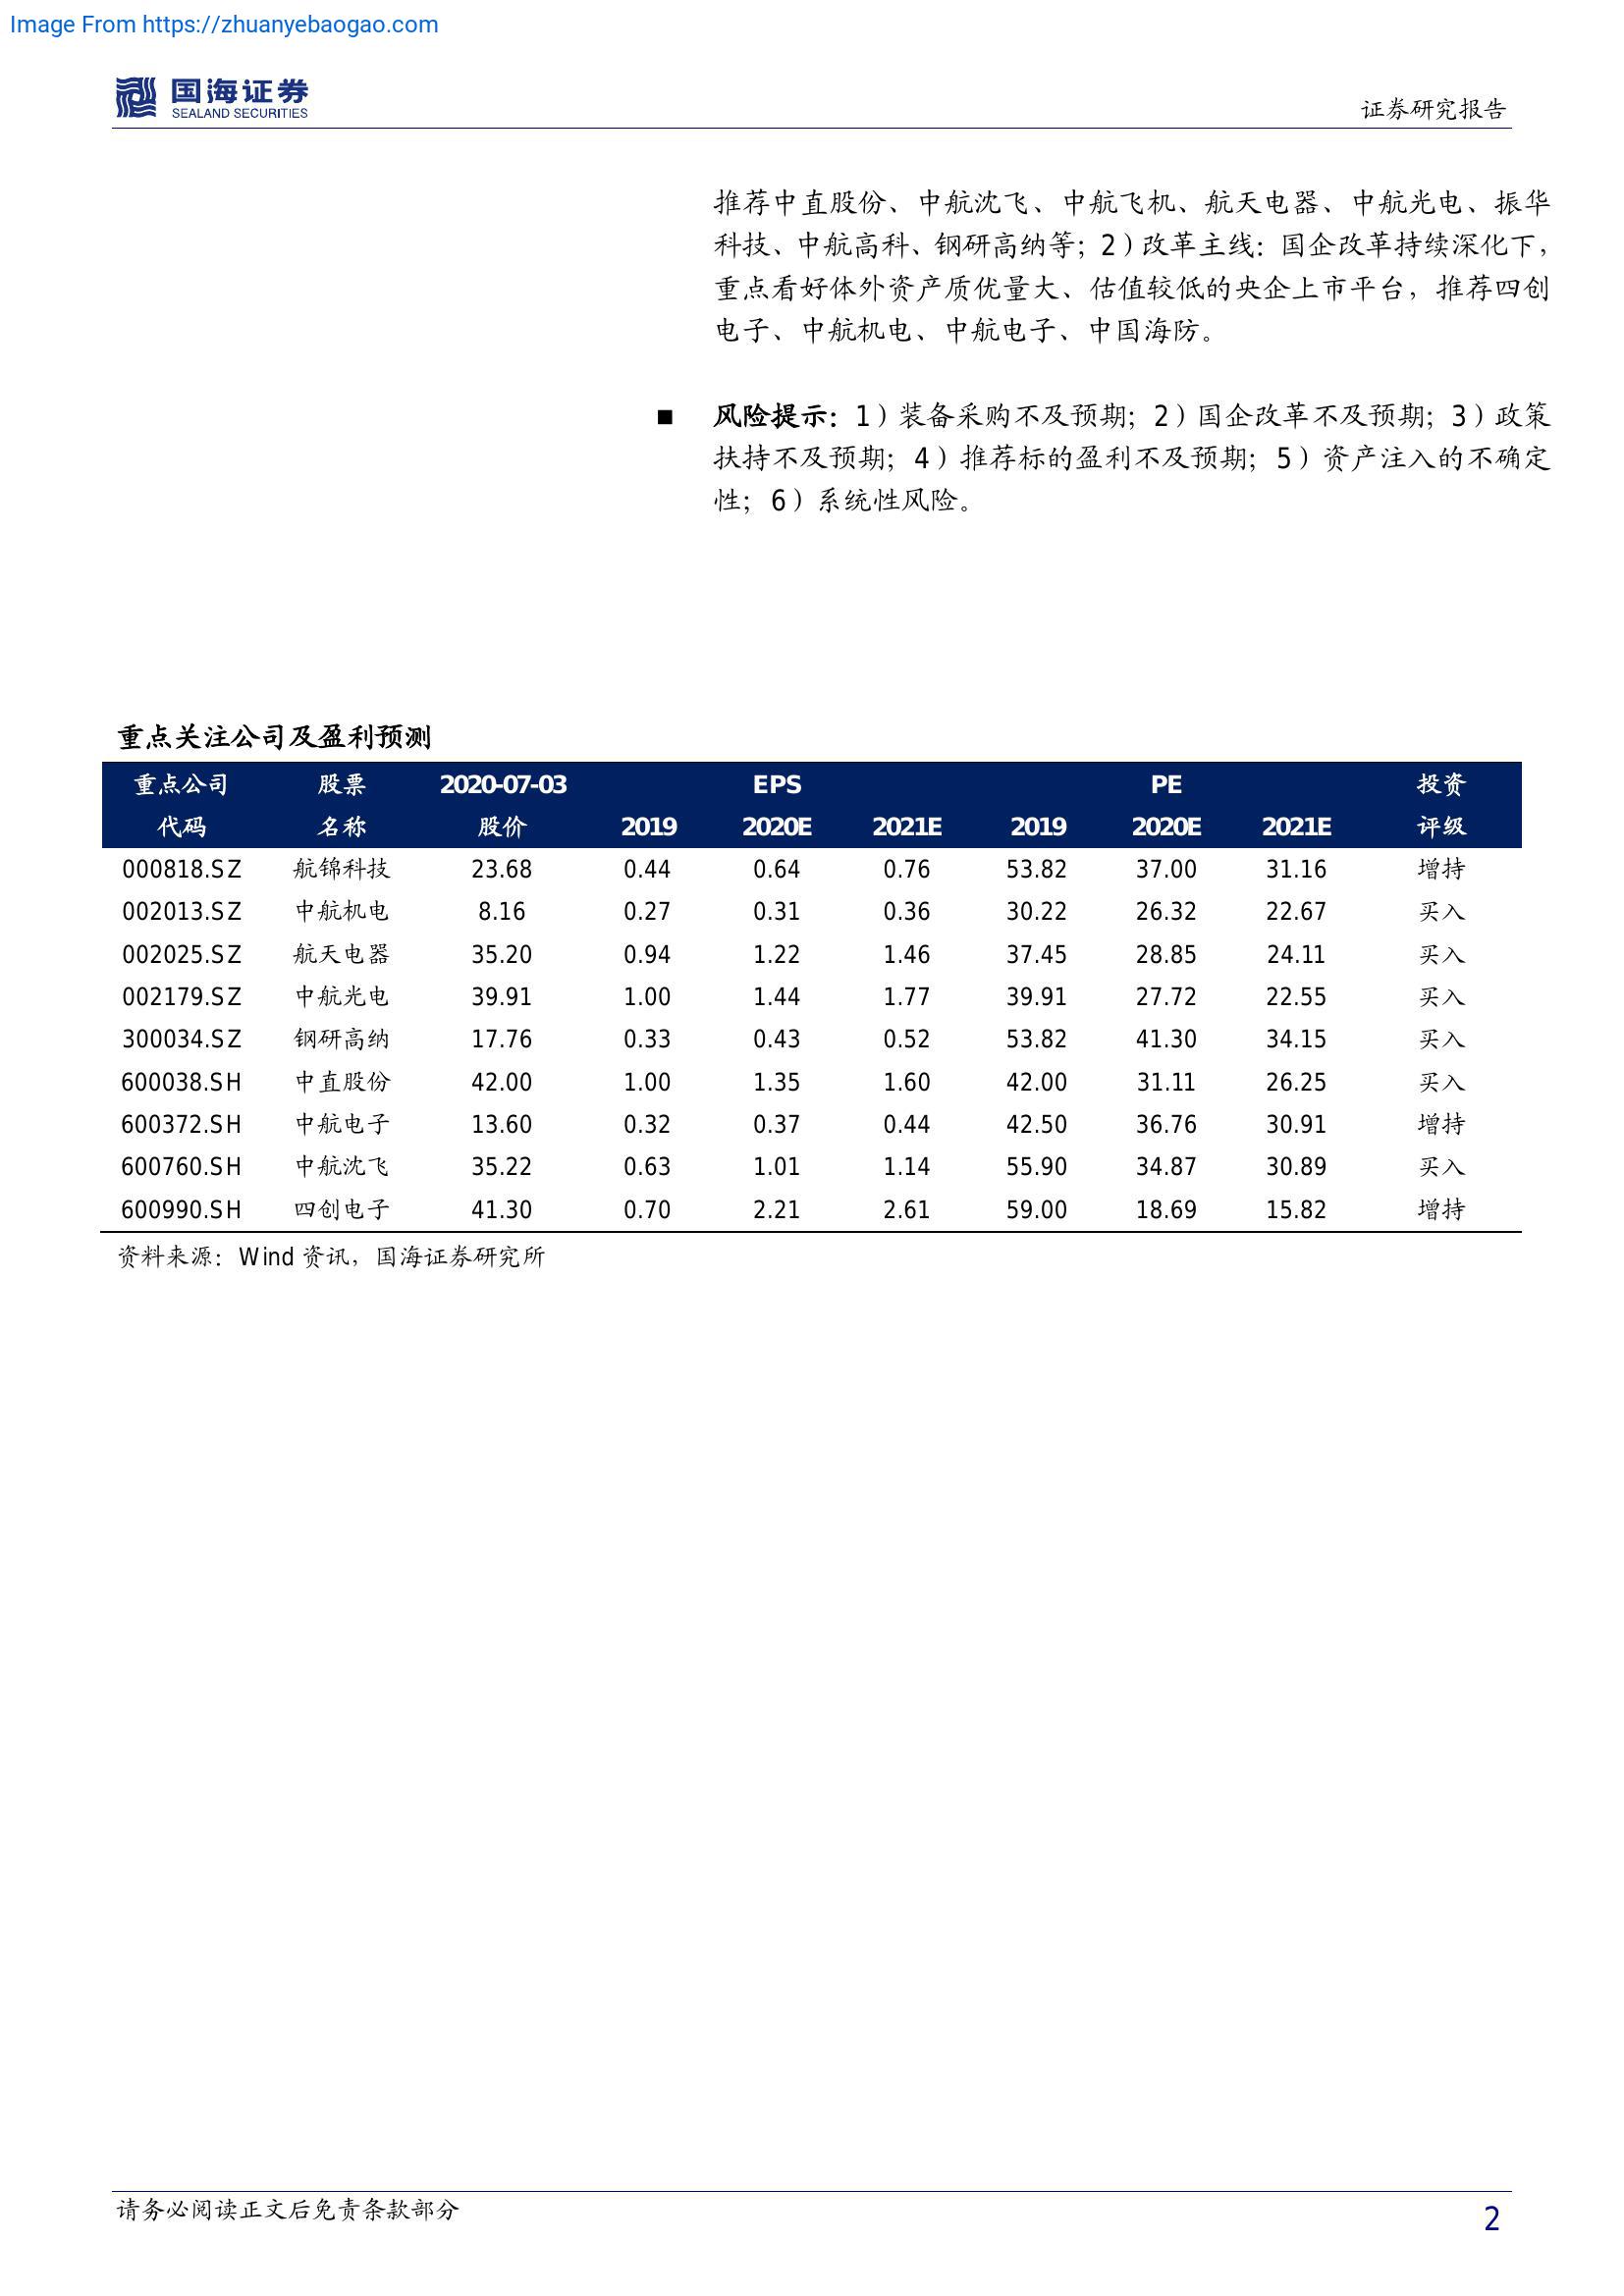 Image From https://zhuanyebaogao.com
国海证券
SEALAND SECURITIES
证券研究报告
推荐中直股份、中航沈飞、中航飞机、航天电器、中航光电、振华
科技、中航高科、钢研高纳等；2）改革主线：国企改革持续深化下，
重点看好体外资产质优量大、估值较低的央企上市平台，推荐四创
电子、中航机电、中航电子、中国海防。
■ 风险提示：1）装备采购不及预期；2）国企改革不及预期；3）政策
扶持不及预期；4）推荐标的盈利不及预期；5）资产注入的不确定
性；6）系统性风险。
重点关注公司及盈利预测
重点公司 股票 2020-07-03 EPS PE 投资
代码 名称 股价 2019 2020E 2021E 2019 2020E 2021E 评级
000818.SZ 航锦科技 23.68 0.44 0.64 0.76 53.82 37.00 31.16 增持
002013.SZ 中航机电 8.16 0.27 0.31 0.36 30.22 26.32 22.67 买入
002025.SZ 航天电器 35.20 0.94 1.22 1.46 37.45 28.85 24.11 买入
002179.SZ 中航光电 39.91 1.00 1.44 1.77 39.91 27.72 22.55 买入
300034.SZ 钢研高纳 17.76 0.33 0.43 0.52 53.82 41.30 34.15 买入
600038.SH 中直股份 42.00 1.00 1.35 1.60 42.00 31.11 26.25 买入
600372.SH 中航电子 13.60 0.32 0.37 0.44 42.50 36.76 30.91 增持
600760.SH 中航沈飞 35.22 0.63 1.01 1.14 55.90 34.87 30.89 买入
600990.SH 四创电子 41.30 0.70 2.21 2.61 59.00 18.69 15.82 增持
资料来源：Wind 资讯，国海证券研究所
请务必阅读正文后免责条款部分
2